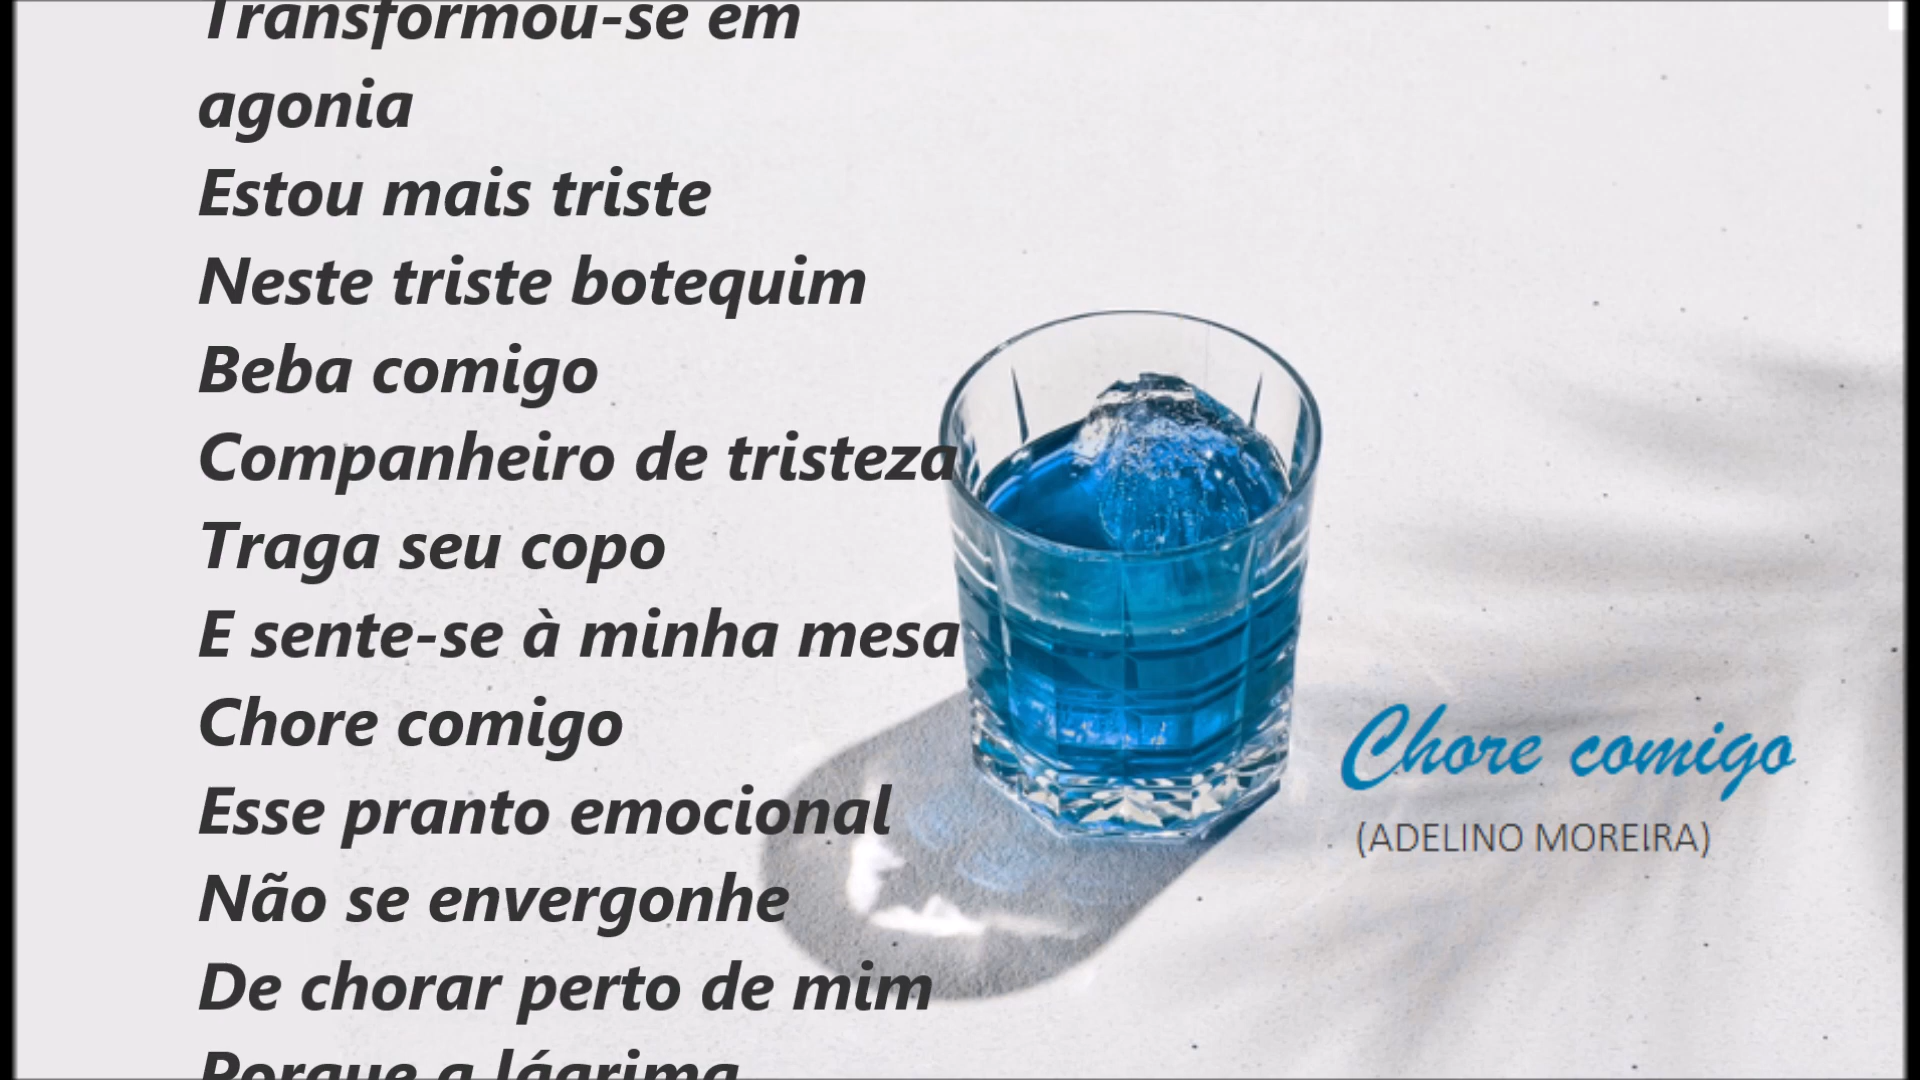 Transformou-se em
agonia
Estou mais triste
Neste triste botequim
Beba comigo
Companheiro de tristeza
Traga seu copo
E sente-se à minha mesa
Chore comigo
Esse pranto emocional
Não se envergonhe
De chorar perto de mim
Porque a lágrima
Chore comigo
(ADELINO MOREIRA)